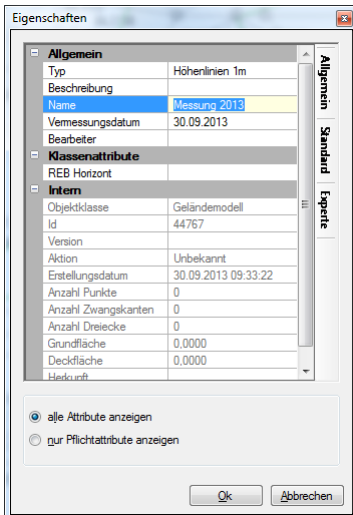 Eigenschaften
Allgemein
Typ Höhenlinien 1m
Beschreibung
Name Messung 2013
Vermessungsdatum 30.09.2013
Bearbeiter
Klassenattribute
REB Horizont
Intern
Objektklasse Geländemodell
Id 44767
Version
Aktion Unbekannt
Erstellungsdatum 30.09.2013 09:33:22
Anzahl Punkte 0
Anzahl Zwangskanten 0
Anzahl Dreiecke 0
Grundfläche 0,0000
Deckfläche 0,0000
Herkunft
Allgemein
Standard
Experte
alle Attribute anzeigen
nur Pflichtattribute anzeigen
Ok Abbrechen